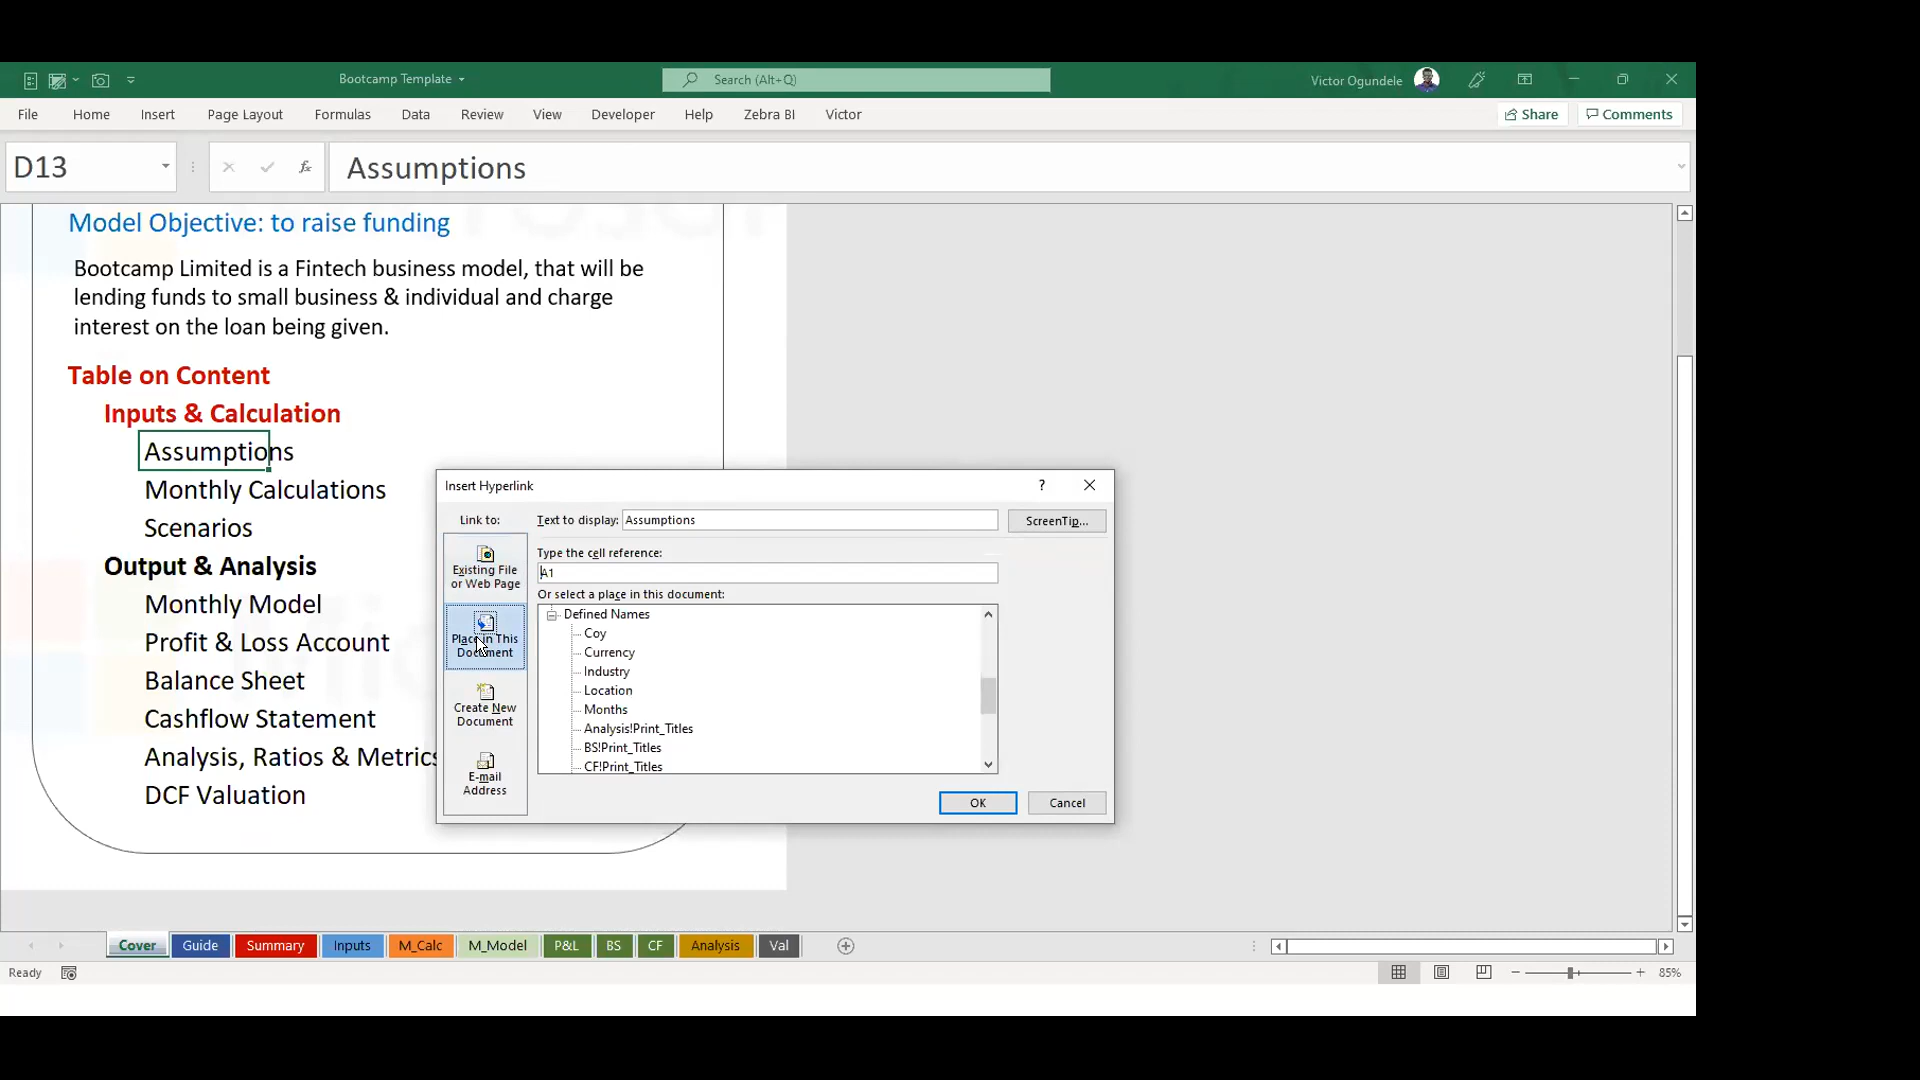 Bootcamp Template
Search (Alt+Q)
Victor Ogundele
File Home Insert Page Layout Formulas Data Review View Developer Help Zebra BI Victor Share Comments
D13 fx Assumptions
Model Objective: to raise funding
Bootcamp Limited is a Fintech business model, that will be
lending funds to small business & individual and charge
interest on the loan being given.
Table on Content
Inputs & Calculation
Assumptions
Monthly Calculations
Scenarios
Output & Analysis
Monthly Model
Profit & Loss Account
Balance Sheet
Cashflow Statement
Analysis, Ratios & Metrics
DCF Valuation
Insert Hyperlink ?
Link to:
Text to display: Assumptions
ScreenTip...
Existing File
or Web Page
Place in This
Document
Create New
Document
E-mail
Address
Type the cell reference:
A1
Or select a place in this document:
Defined Names
Coy
Currency
Industry
Location
Months
Analysis!Print_Titles
BS!Print_Titles
CF!Print_Titles
OK Cancel
Cover Guide Summary Inputs M_Calc M_Model P&L BS CF Analysis Val
Ready
85%